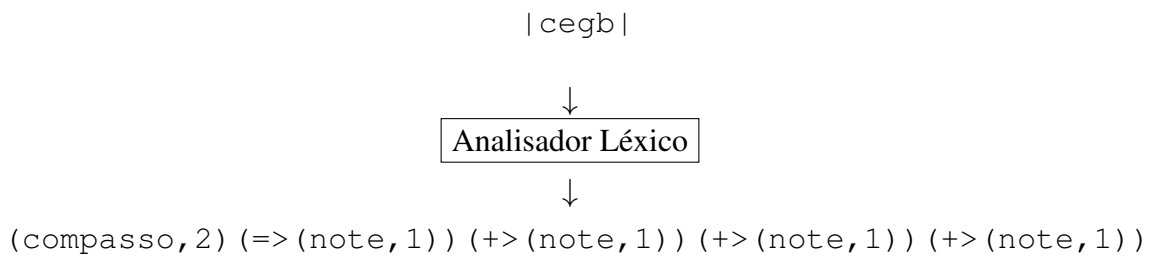 |cegb|
↓
Analisador Léxico
↓
(compasso,2)(=>(note,1))(+>(note,1))(+>(note,1))(+>(note,1))